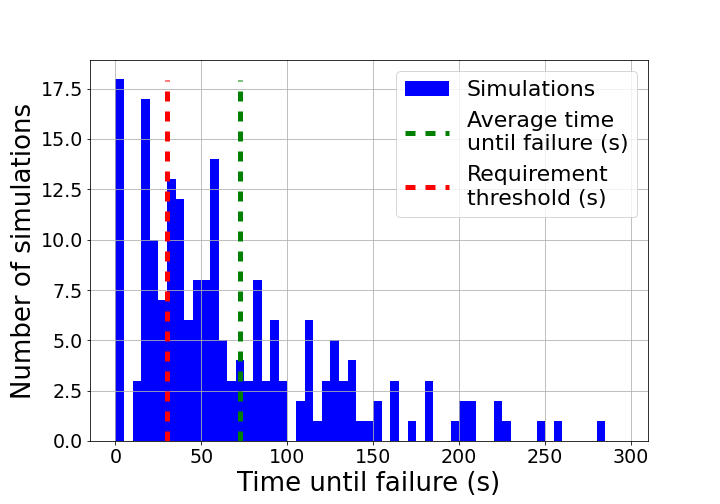 17.5
15.0
12.5
10.0
7.5
5.0
2.5
0.0
Number of simulations
Simulations
Average time
until failure (s)
Requirement
threshold (s)
0 50 100 150 200 250 300
Time until failure (s)